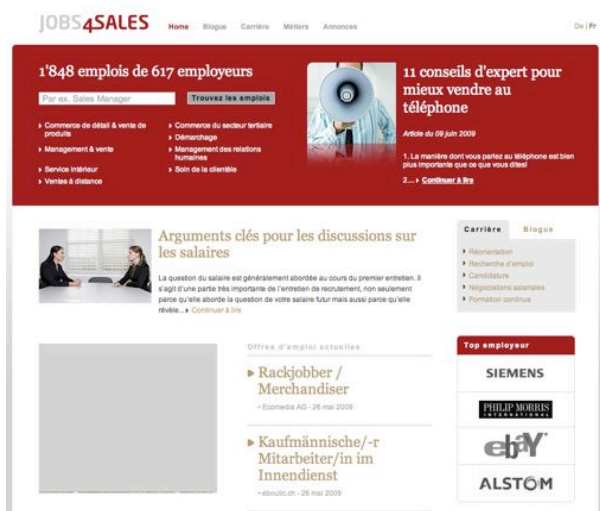 JOBS4SALES
Home Blogue Carrière Métiers Annonces
De | Fr
1'848 emplois de 617 employeurs
Par ex. Sales Manager
Trouvez les emplois
Commerce de détail & vente de
produits
Management & vente
Service intérieur
Ventes à distance
Commerce du secteur tertiaire
Démarchage
Management des relations
humaines
Soin de la clientèle
11 conseils d'expert pour
mieux vendre au
téléphone
Article du 09 juin 2009
1. La manière dont vous parlez au téléphone est bien
plus importante que ce que vous dites!
2.... Continuer à lire
Arguments clés pour les discussions sur
les salaires
La question du salaire est généralement abordée au cours du premier entretien. Il
s'agit d'une partie très importante de l'entretien de recrutement, non seulement
parce qu'elle aborde la question de votre salaire futur mais aussi parce qu'elle
révèle... Continuer à lire
Carrière Blogue
Réorientation
Recherche d'emploi
Candidature
Négociations salariales
Formation continue
Offres d'emploi actuelles
Rackjobber /
Merchandiser
• Ecomedia AG - 26 mai 2009
Kaufmännische/-r
Mitarbeiter/in im
Innendienst
• eboutic.ch - 26 mai 2009
Top employeur
SIEMENS
PHILIP MORRIS
INTERNATIONAL
ebaY
ALSTOM